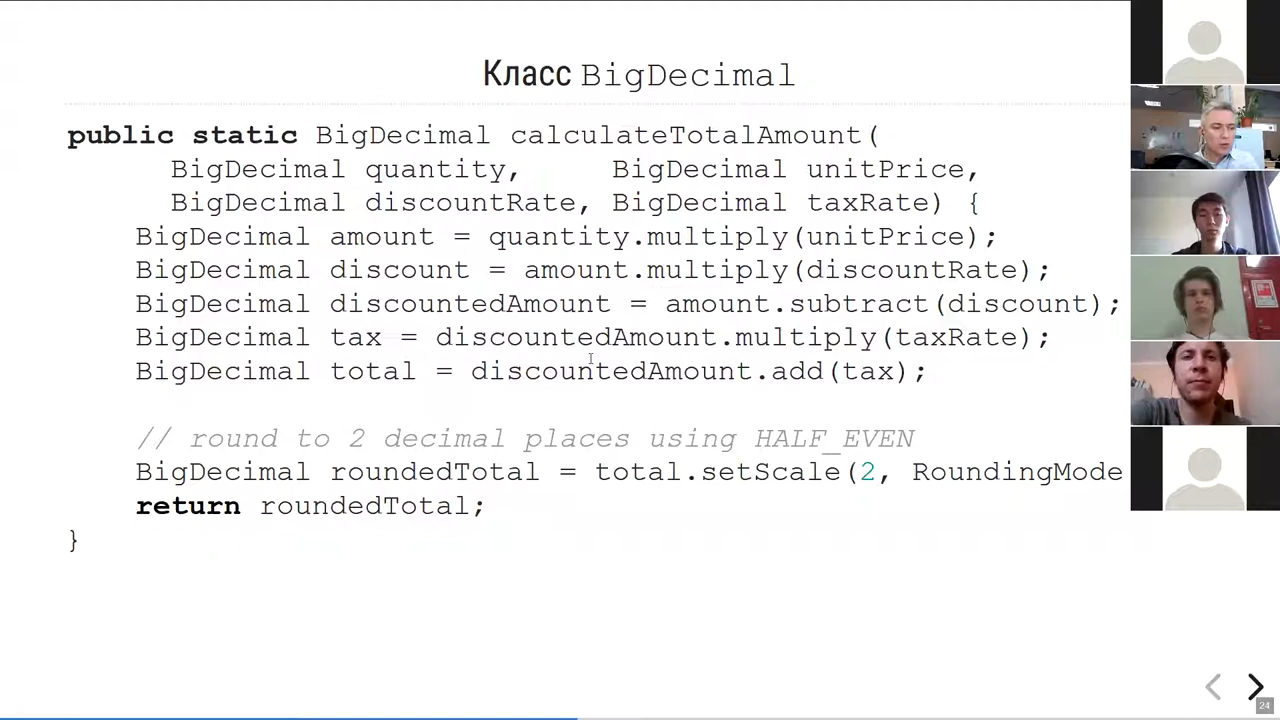 Класс BigDecimal
public static BigDecimal calculateTotalAmount(
BigDecimal quantity, BigDecimal unitPrice,
BigDecimal discountRate, BigDecimal taxRate) {
BigDecimal amount = quantity.multiply(unitPrice);
BigDecimal discount = amount.multiply(discountRate);
BigDecimal discountedAmount = amount.subtract(discount);
BigDecimal tax = discountedAmount.multiply(taxRate);
BigDecimal total = discountedAmount.add(tax);
// round to 2 decimal places using HALF_EVEN
BigDecimal roundedTotal = total.setScale(2, RoundingMode
return roundedTotal;
}
24